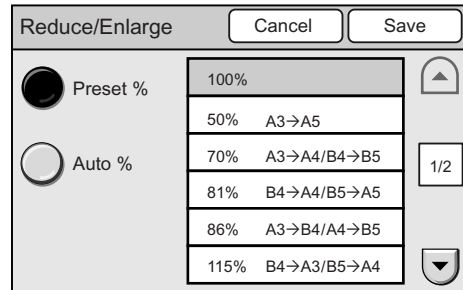 Reduce/Enlarge Cancel Save
Preset %
Auto %
100%
50% A3→A5
70% A3→A4/B4→B5
81% B4→A4/B5→A5
86% A3→B4/A4→B5
115% B4→A3/B5→A4
1/2